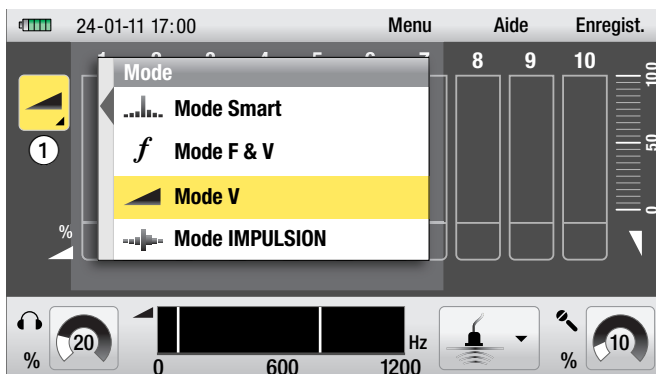 24-01-11 17:00 Menu Aide Enregist.
8 9 10
Mode
Mode Smart
f Mode F & V
Mode V
Mode IMPULSION
1
100
50
0
%
20
%
Hz
0 600 1200
10
%